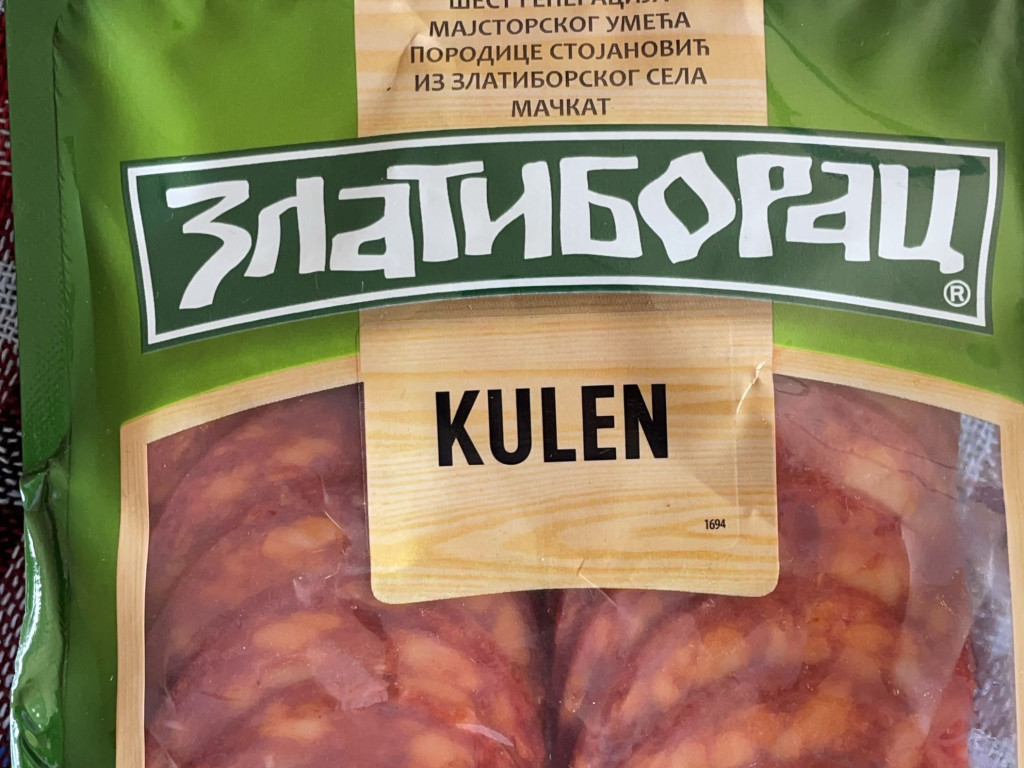 ШЕСТ ГЕНЕРАЦИЈА
МАЈСТОРСКОГ УМЕЋА
ПОРОДИЦЕ СТОЈАНОВИЋ
ИЗ ЗЛАТИБОРСКОГ СЕЛА
МАЧКАТ
ЗЛАТИБОРАЦ
®
KULEN
1694